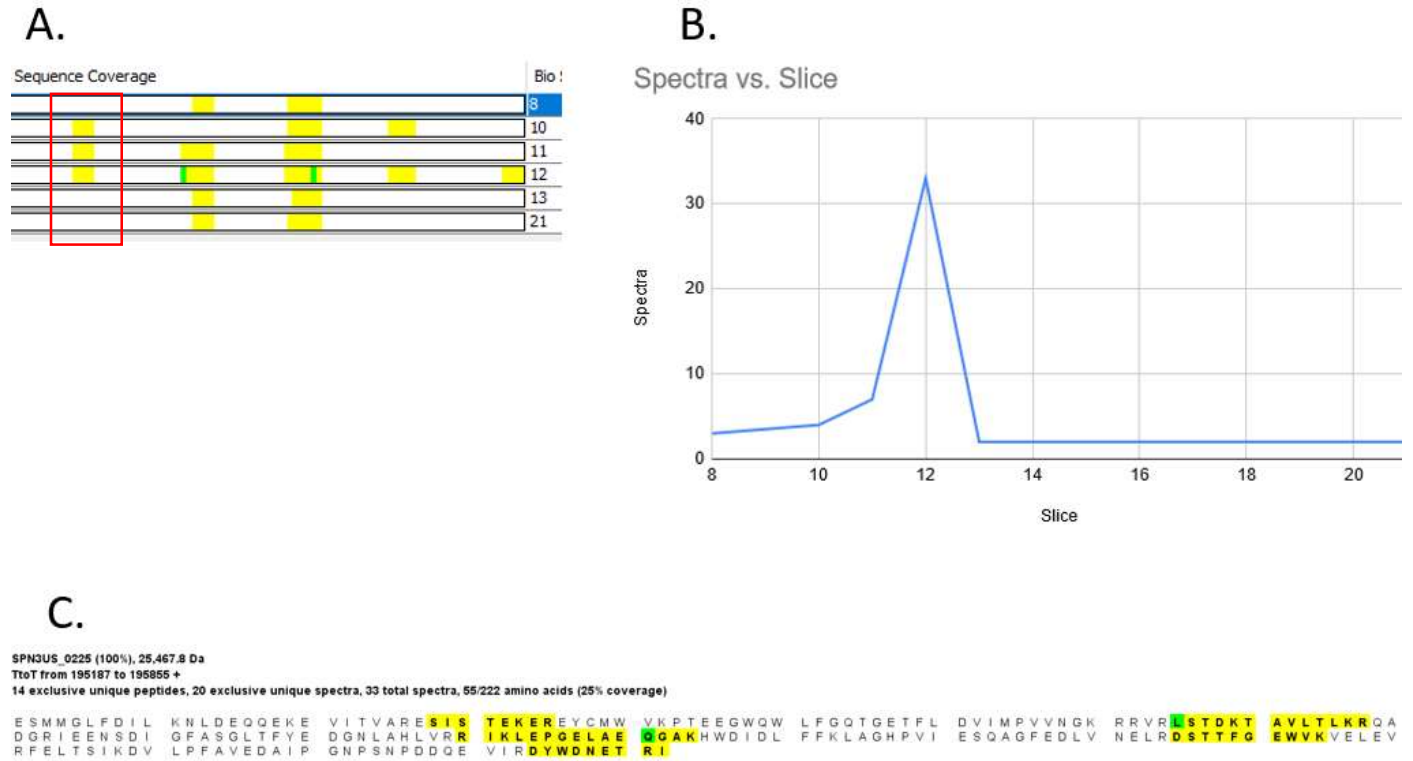 A.
Sequence Coverage Bio
8
10
11
12
13
21
B.
Spectra vs. Slice
40
30
20
10
0
Spectra
8 10 12 14 16 18 20
Slice
C.
SPN3US_0225 (100%), 25,467.8 Da
TtoT from 195187 to 195855 +
14 exclusive unique peptides, 20 exclusive unique spectra, 33 total spectra, 55/222 amino acids (25% coverage)
ESMMGLFDIL KNLDEQQEKE VITVARESIS TEKEREYCMW VKPTEEGWQW LFGQTGETFL DVIMPVVNGK RRVRLSTDKT AVLTLKRQA
DGRIEENSDI GFASGLTFYE DGNLAHLVRR IKLEPGELAE QGAKHWDIDL FFKLAGHPVI ESQAGFEDLV NELRDSTTFG EWVKVELEV
RFELTSIKDV LPFAVEDAIP GNPSNPDDQE VIRDYWDNET RI